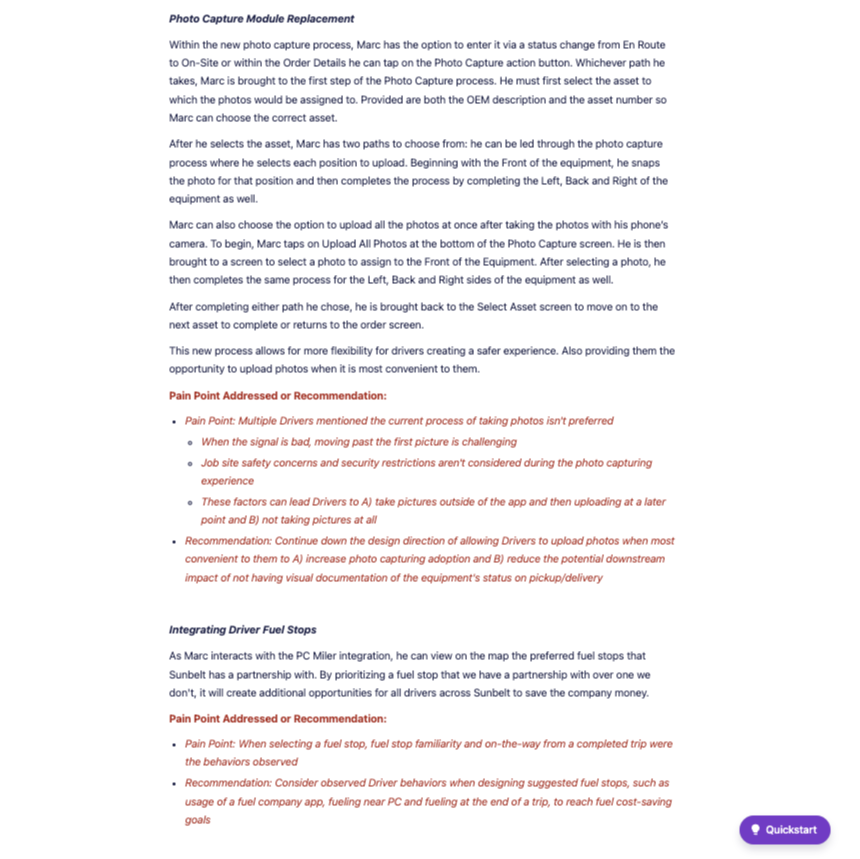 Photo Capture Module Replacement
Within the new photo capture process, Marc has the option to enter it via a status change from En Route
to On-Site or within the Order Details he can tap on the Photo Capture action button. Whichever path he
takes, Marc is brought to the first step of the Photo Capture process. He must first select the asset to
which the photos would be assigned to. Provided are both the OEM description and the asset number so
Marc can choose the correct asset.
After he selects the asset, Marc has two paths to choose from: he can be led through the photo capture
process where he selects each position to upload. Beginning with the Front of the equipment, he snaps
the photo for that position and then completes the process by completing the Left, Back and Right of the
equipment as well.
Marc can also choose the option to upload all the photos at once after taking the photos with his phone's
camera. To begin, Marc taps on Upload All Photos at the bottom of the Photo Capture screen. He is then
brought to a screen to select a photo to assign to the Front of the Equipment. After selecting a photo, he
then completes the same process for the Left, Back and Right sides of the equipment as well.
After completing either path he chose, he is brought back to the Select Asset screen to move on to the
next asset to complete or returns to the order screen.
This new process allows for more flexibility for drivers creating a safer experience. Also providing them the
opportunity to upload photos when it is most convenient to them.
Pain Point Addressed or Recommendation:
• Pain Point: Multiple Drivers mentioned the current process of taking photos isn't preferred
◦ When the signal is bad, moving past the first picture is challenging
◦ Job site safety concerns and security restrictions aren't considered during the photo capturing
experience
◦ These factors can lead Drivers to A) take pictures outside of the app and then uploading at a later
point and B) not taking pictures at all
• Recommendation: Continue down the design direction of allowing Drivers to upload photos when most
convenient to them to A) increase photo capturing adoption and B) reduce the potential downstream
impact of not having visual documentation of the equipment's status on pickup/delivery
Integrating Driver Fuel Stops
As Marc interacts with the PC Miler integration, he can view on the map the preferred fuel stops that
Sunbelt has a partnership with. By prioritizing a fuel stop that we have a partnership with over one we
don't, it will create additional opportunities for all drivers across Sunbelt to save the company money.
Pain Point Addressed or Recommendation:
• Pain Point: When selecting a fuel stop, fuel stop familiarity and on-the-way from a completed trip were
the behaviors observed
• Recommendation: Consider observed Driver behaviors when designing suggested fuel stops, such as
usage of a fuel company app, fueling near PC and fueling at the end of a trip, to reach fuel cost-saving
goals
Quickstart